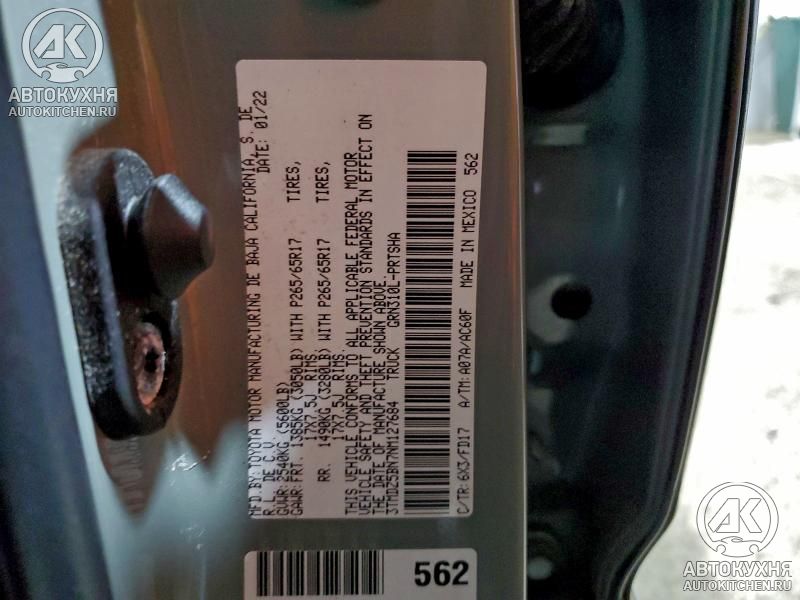 АК
АВТОКУХНЯ
AUTOKITCHEN.RU
MFD.BY:TOYOTA MOTOR MANUFACTURING DE BAJA CALIFORNIA, S. DE
R.L. DE C.V. DATE: 01/22
GVWR: 2540KG (5600LB)
GAWR:FRT. 1385KG (3050LB) WITH P265/65R17 TIRES,
17X7.5J RIMS.
RR. 1490KG (3280LB) WITH P265/65R17 TIRES,
17X7.5J RIMS.
THIS VEHICLE CONFORMS TO ALL APPLICABLE FEDERAL MOTOR
VEHICLE SAFETY AND THEFT PREVENTION STANDARDS IN EFFECT ON
THE DATE OF MANUFACTURE SHOWN ABOVE.
3TMDZ5BN7NM127684 TRUCK GRN310L-PRTSHA
C/TR: 6X3/FD17 A/TM: A07A/AC60F MADE IN MEXICO 562
562
АК
АВТОКУХНЯ
AUTOKITCHEN.RU